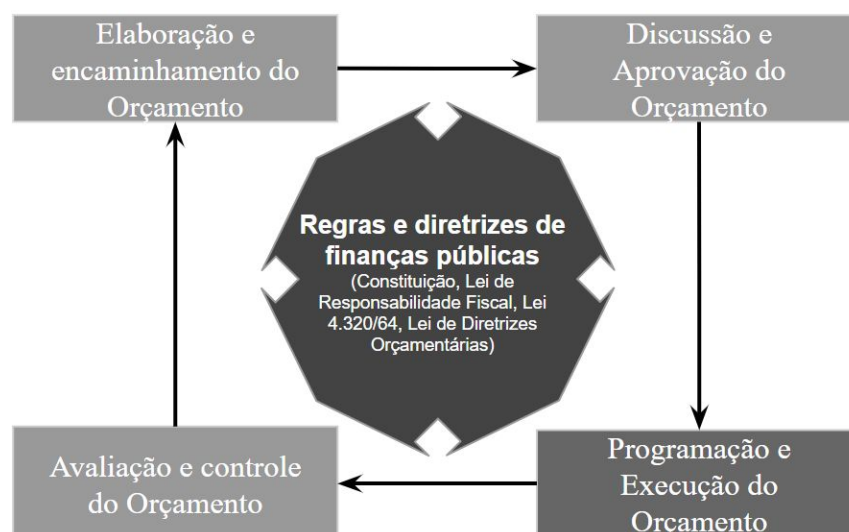 Elaboração e
encaminhamento do
Orçamento
Discussão e
Aprovação do
Orçamento
Regras e diretrizes de
finanças públicas
(Constituição, Lei de
Responsabilidade Fiscal, Lei
4.320/64, Lei de Diretrizes
Orçamentárias)
Avaliação e controle
do Orçamento
Programação e
Execução do
Orçamento